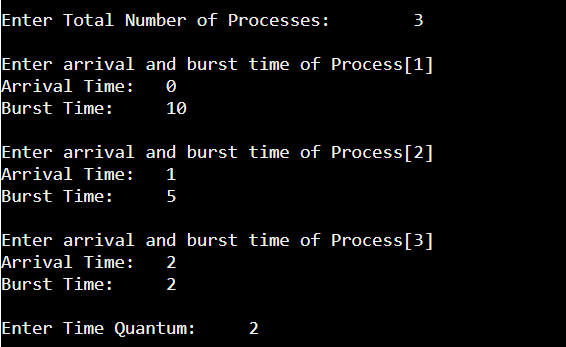 Enter Total Number of Processes:        3
Enter arrival and burst time of Process[1]
Arrival Time:   0
Burst Time:     10
Enter arrival and burst time of Process[2]
Arrival Time:   1
Burst Time:     5
Enter arrival and burst time of Process[3]
Arrival Time:   2
Burst Time:     2
Enter Time Quantum:     2